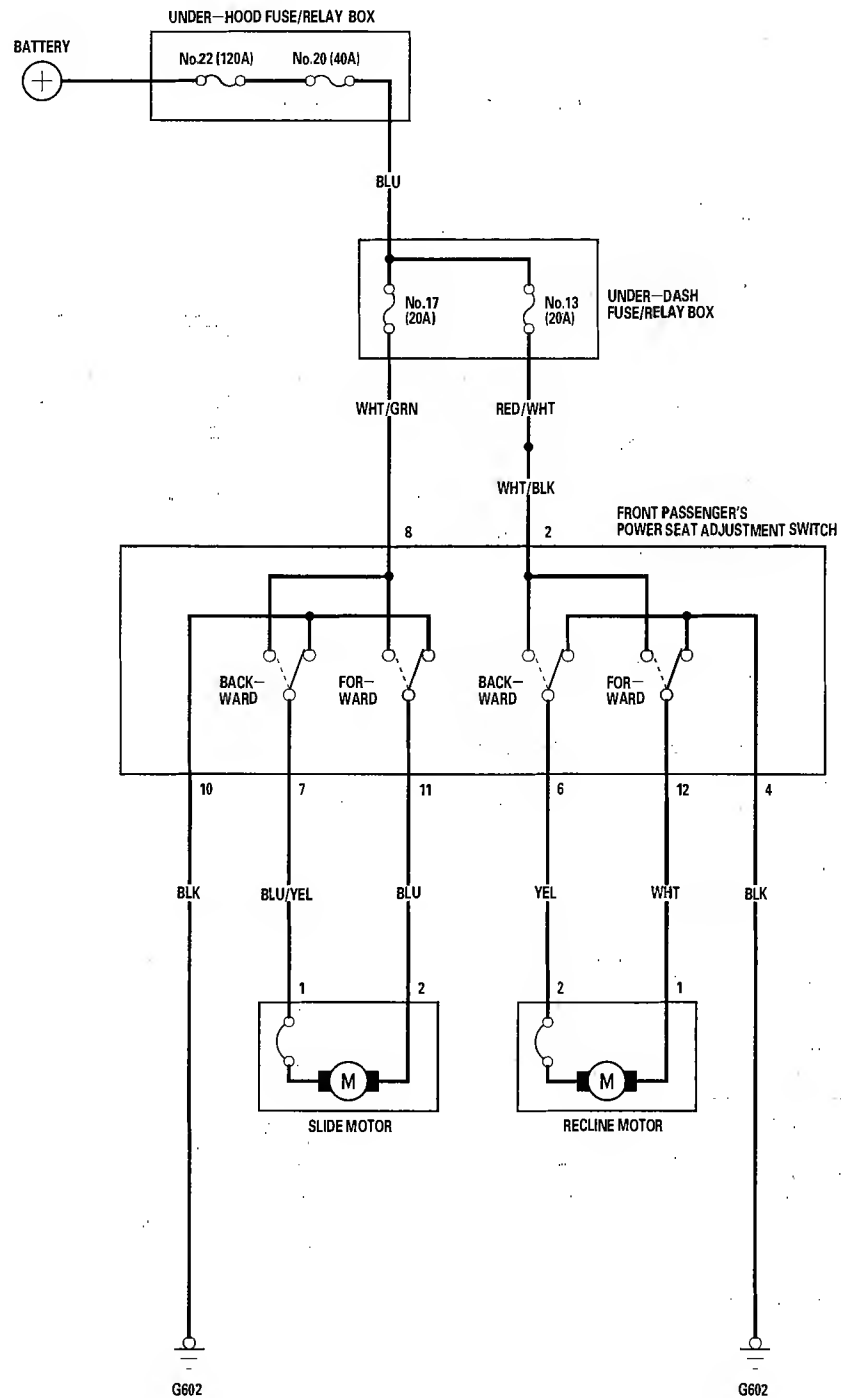 UNDER-HOOD FUSE/RELAY BOX
BATTERY
No.22 (120A)
No.20 (40A)
+
BLU
No.17
(20A)
No.13
(20A)
UNDER-DASH
FUSE/RELAY BOX
WHT/GRN
RED/WHT
WHT/BLK
FRONT PASSENGER'S
POWER SEAT ADJUSTMENT SWITCH
8
2
BACK-
WARD
FOR-
WARD
BACK-
WARD
FOR-
WARD
10
7
11
6
12
4
BLK
BLU/YEL
BLU
YEL
WHT
BLK
1
2
2
1
M
M
SLIDE MOTOR
RECLINE MOTOR
G602
G602